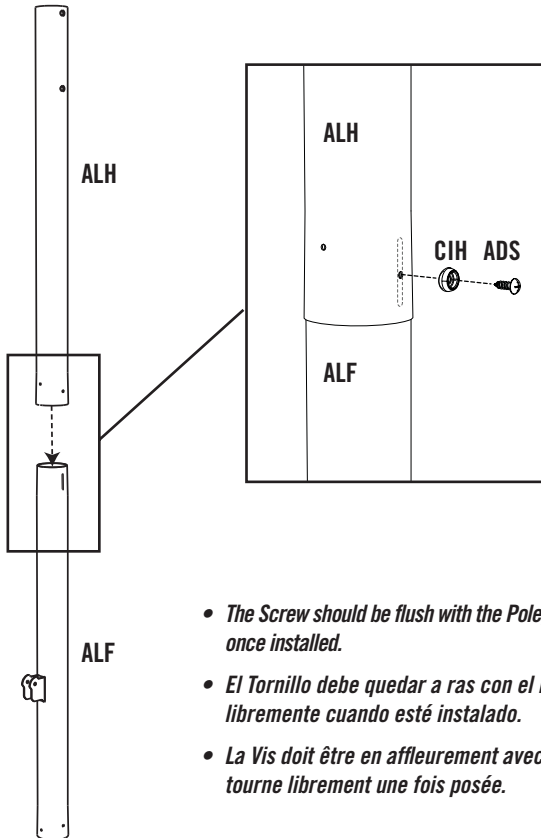 ALH
ALH
CIH ADS
ALF
ALF
• The Screw should be flush with the Pole
once installed.
• El Tornillo debe quedar a ras con el
libremente cuando esté instalado.
• La Vis doit être en affleurement avec
tourne librement une fois posée.